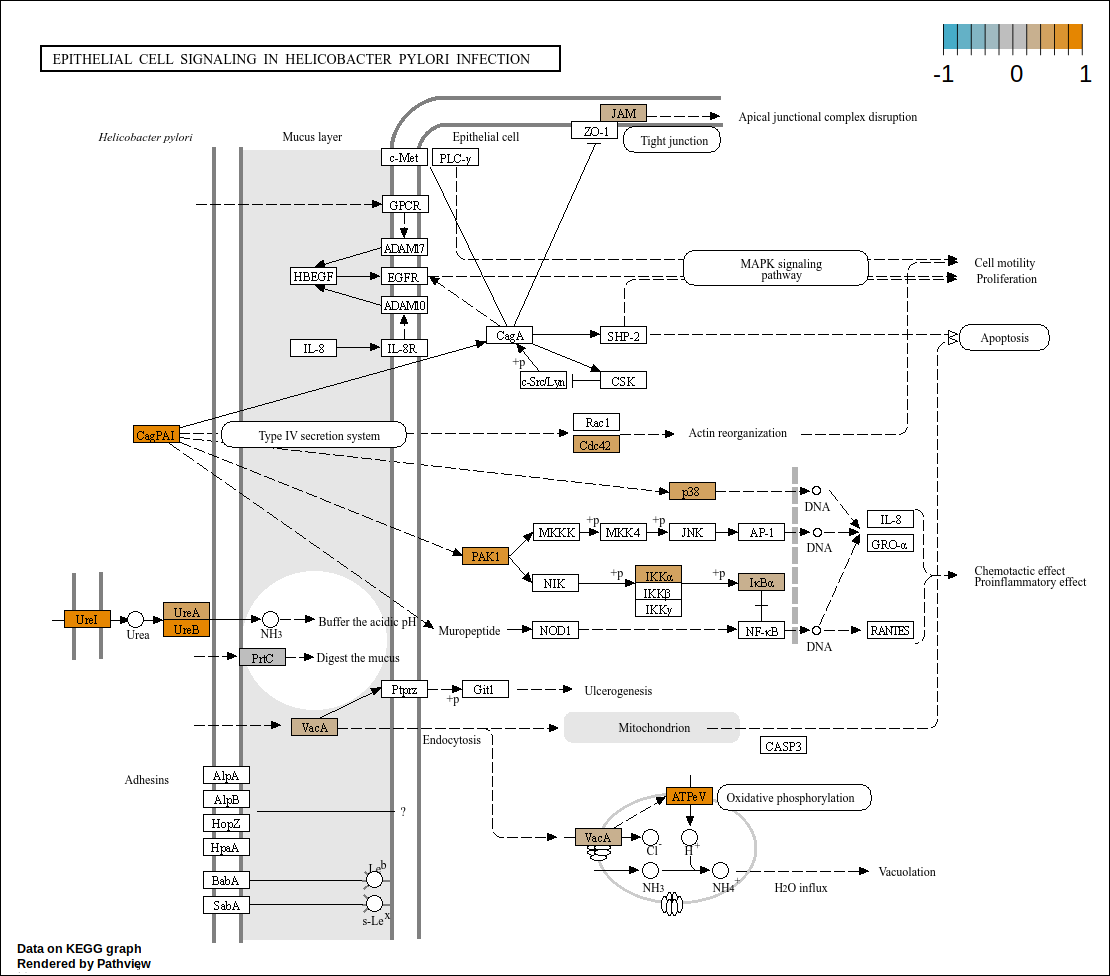 EPITHELIAL CELL SIGNALING IN HELICOBACTER PYLORI INFECTION
-1 0 1
Helicobacter pylori
Mucus layer
Epithelial cell
JAM
ZO-1
Tight junction
Apical junctional complex disruption
c-Met
PLC-γ
GPCR
ADAM17
HBEGF
EGFR
ADAM10
IL-8
IL-8R
MAPK signaling
pathway
Cell motility
Proliferation
CagA
SHP-2
Apoptosis
+p
c-Src/Lyn
CSK
CagPAI
Type IV secretion system
Rac1
Cdc42
Actin reorganization
p38
DNA
PAK1
+p
+p
MKKK
MKK4
JNK
AP-1
DNA
IL-8
GRO-α
NIK
+p
IKKα
IKKβ
IKKγ
+p
IκBα
Chemotactic effect
Proinflammatory effect
UreI
Urea
UreA
UreB
NH3
Buffer the acidic pH
Muropeptide
NOD1
NF-κB
DNA
RANTES
PrtC
Digest the mucus
Ptprz
+p
Git1
Ulcerogenesis
VacA
Endocytosis
Mitochondrion
CASP3
Adhesins
AlpA
AlpB
HopZ
HpaA
BabA
SabA
?
Le b
s-Le x
ATPeV
Oxidative phosphorylation
VacA
Cl-
H+
NH3
NH4+
H2O influx
Vacuolation
Data on KEGG graph
Rendered by Pathview